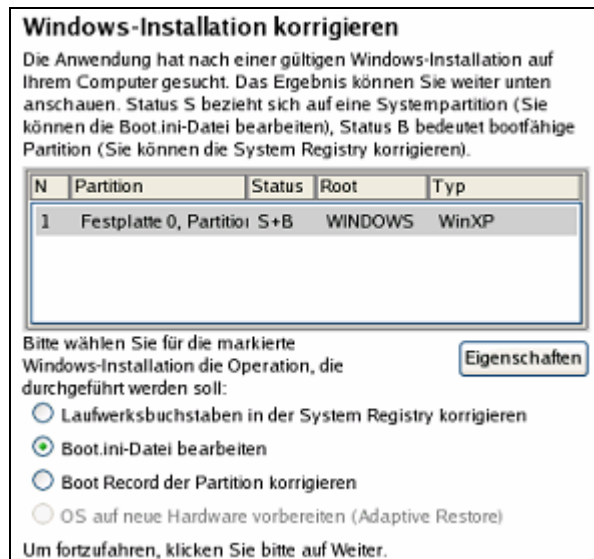 Windows-Installation korrigieren
Die Anwendung hat nach einer gültigen Windows-Installation auf
Ihrem Computer gesucht. Das Ergebnis können Sie weiter unten
anschauen. Status S bezieht sich auf eine Systempartition (Sie
können die Boot.ini-Datei bearbeiten), Status B bedeutet bootfähige
Partition (Sie können die System Registry korrigieren).
N Partition Status Root Typ
1 Festplatte 0, Partitior S+B WINDOWS WinXP
Bitte wählen Sie für die markierte
Windows-Installation die Operation, die
durchgeführt werden soll:
Eigenschaften
Laufwerksbuchstaben in der System Registry korrigieren
Boot.ini-Datei bearbeiten
Boot Record der Partition korrigieren
OS auf neue Hardware vorbereiten (Adaptive Restore)
Um fortzufahren, klicken Sie bitte auf Weiter.